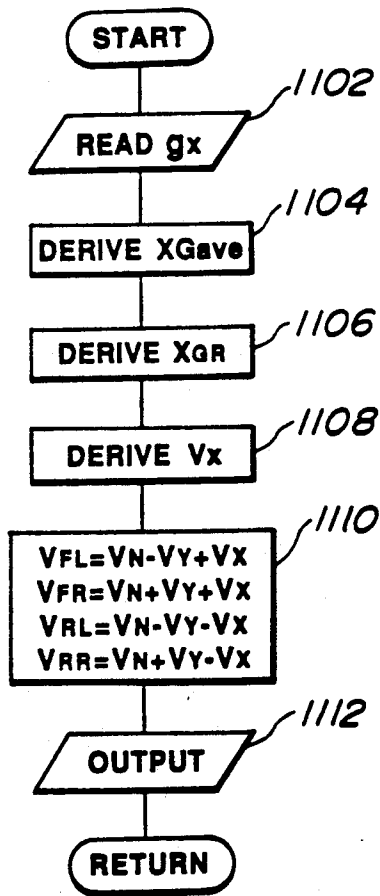 START
1102
READ gx
1104
DERIVE XGave
1106
DERIVE XGR
1108
DERIVE Vx
1110
VFL=VN-VY+VX
VFR=VN+VY+VX
VRL=VN-VY-VX
VRR=VN+VY-VX
1112
OUTPUT
RETURN